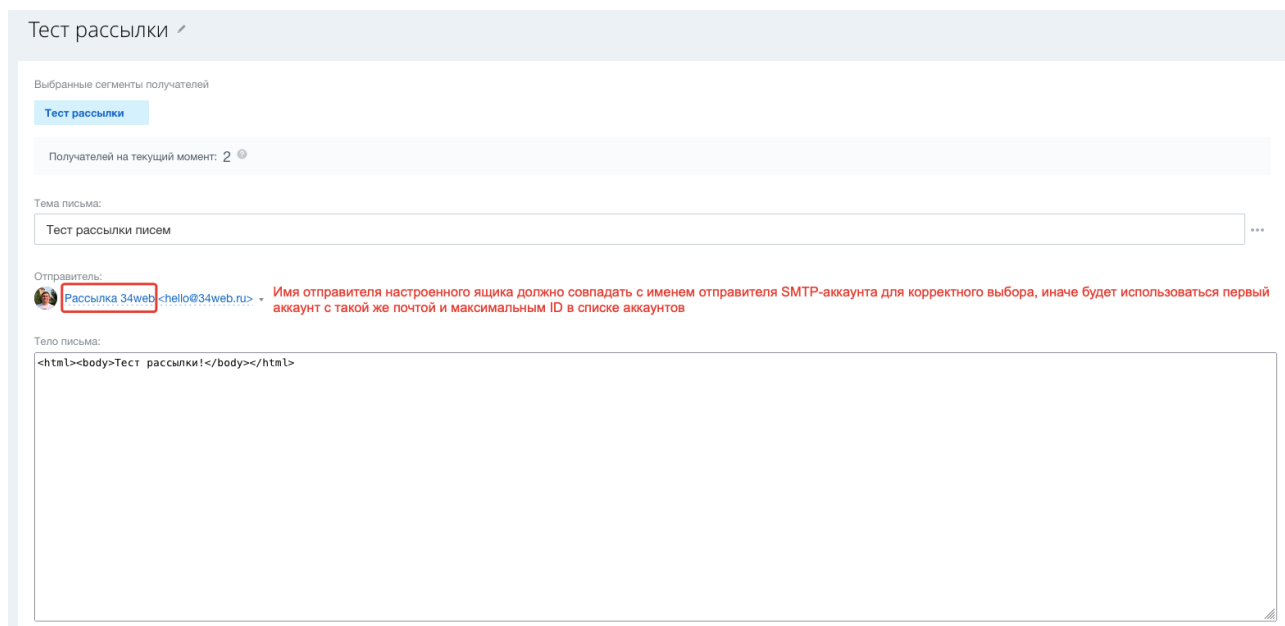 Тест рассылки
Выбранные сегменты получателей
Тест рассылки
Получателей на текущий момент: 2 ?
Тема письма:
Тест рассылки писем
Отправитель:
Рассылка 34web <hello@34web.ru>
Имя отправителя настроенного ящика должно совпадать с именем отправителя SMTP-аккаунта для корректного выбора, иначе будет использоваться первый
аккаунт с такой же почтой и максимальным ID в списке аккаунтов
Тело письма:
<html><body>Тест рассылки!</body></html>